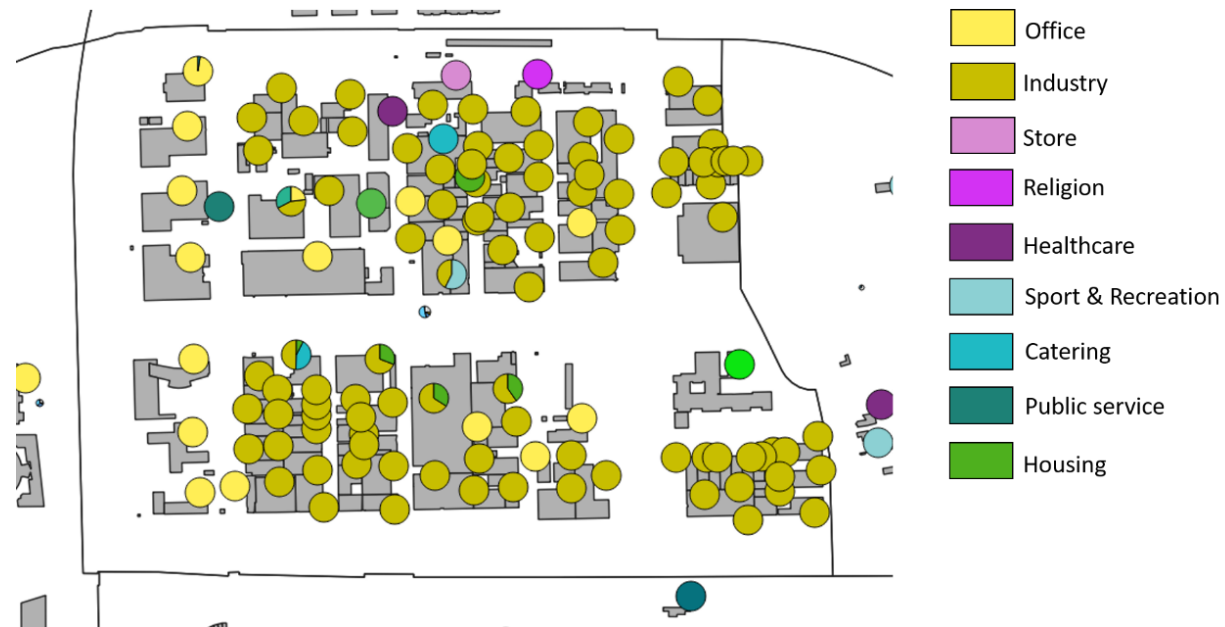 Office
Industry
Store
Religion
Healthcare
Sport & Recreation
Catering
Public service
Housing